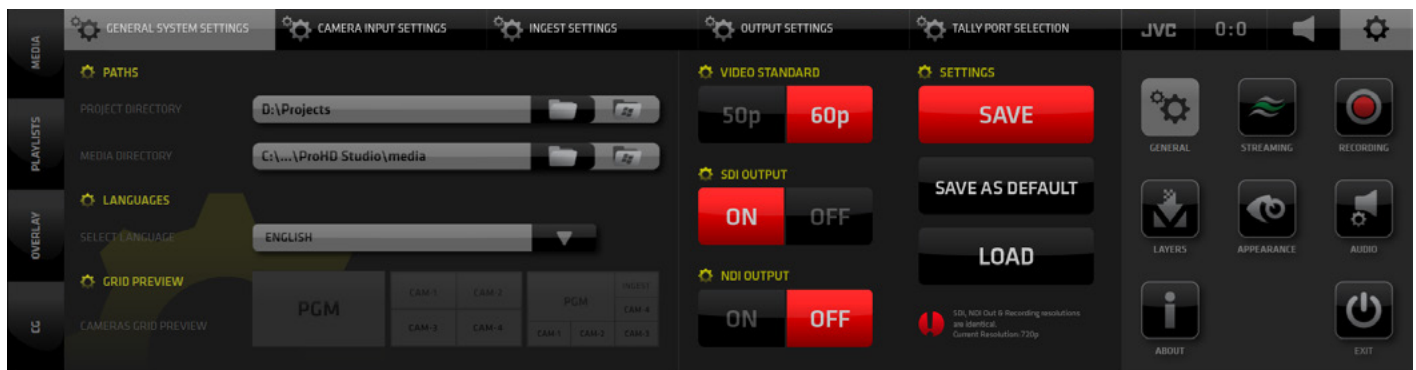 MEDIA
PLAYLISTS
OVERLAY
CG
GENERAL SYSTEM SETTINGS
CAMERA INPUT SETTINGS
INGEST SETTINGS
OUTPUT SETTINGS
TALLY PORT SELECTION
JVC
0:0
PATHS
PROJECT DIRECTORY
D:\Projects
MEDIA DIRECTORY
C:\...\ProHD Studio\media
LANGUAGES
SELECT LANGUAGE
ENGLISH
GRID PREVIEW
CAMERAS GRID PREVIEW
PGM
CAM-1
CAM-2
CAM-3
CAM-4
PGM
INGEST
CAM-4
CAM-1
CAM-2
CAM-3
VIDEO STANDARD
50p
60p
SDI OUTPUT
ON
OFF
NDI OUTPUT
ON
OFF
SETTINGS
SAVE
SAVE AS DEFAULT
LOAD
SDI, NDI Out & Recording resolutions
are identical.
Current Resolution:720p
GENERAL
STREAMING
RECORDING
LAYERS
APPEARANCE
AUDIO
ABOUT
EXIT